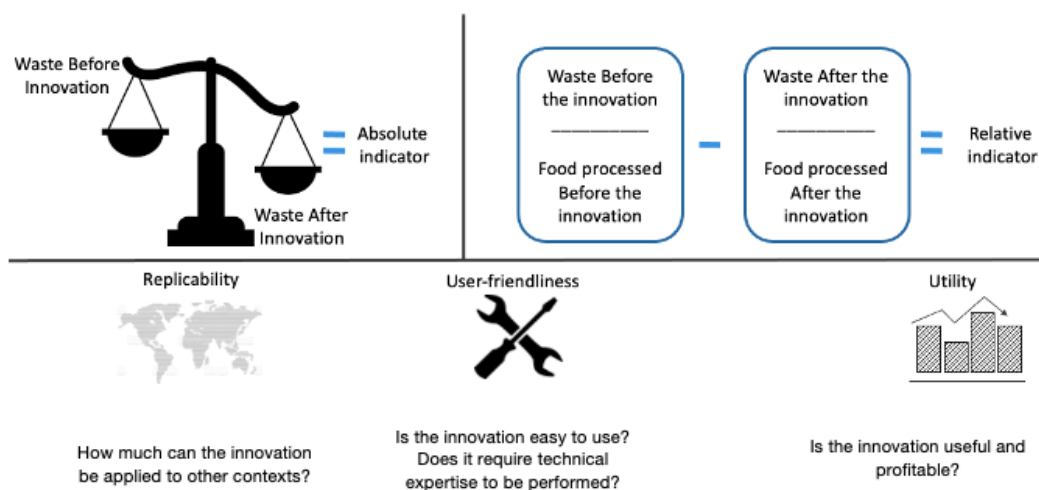 Waste Before
Innovation
Absolute
indicator
Waste After
Innovation
Waste Before
the innovation
__________
Food processed
Before the
innovation
Waste After the
innovation
__________
Food processed
After the
innovation
Relative
indicator
Replicability
How much can the innovation
be applied to other contexts?
User-friendliness
Is the innovation easy to use?
Does it require technical
expertise to be performed?
Utility
Is the innovation useful and
profitable?